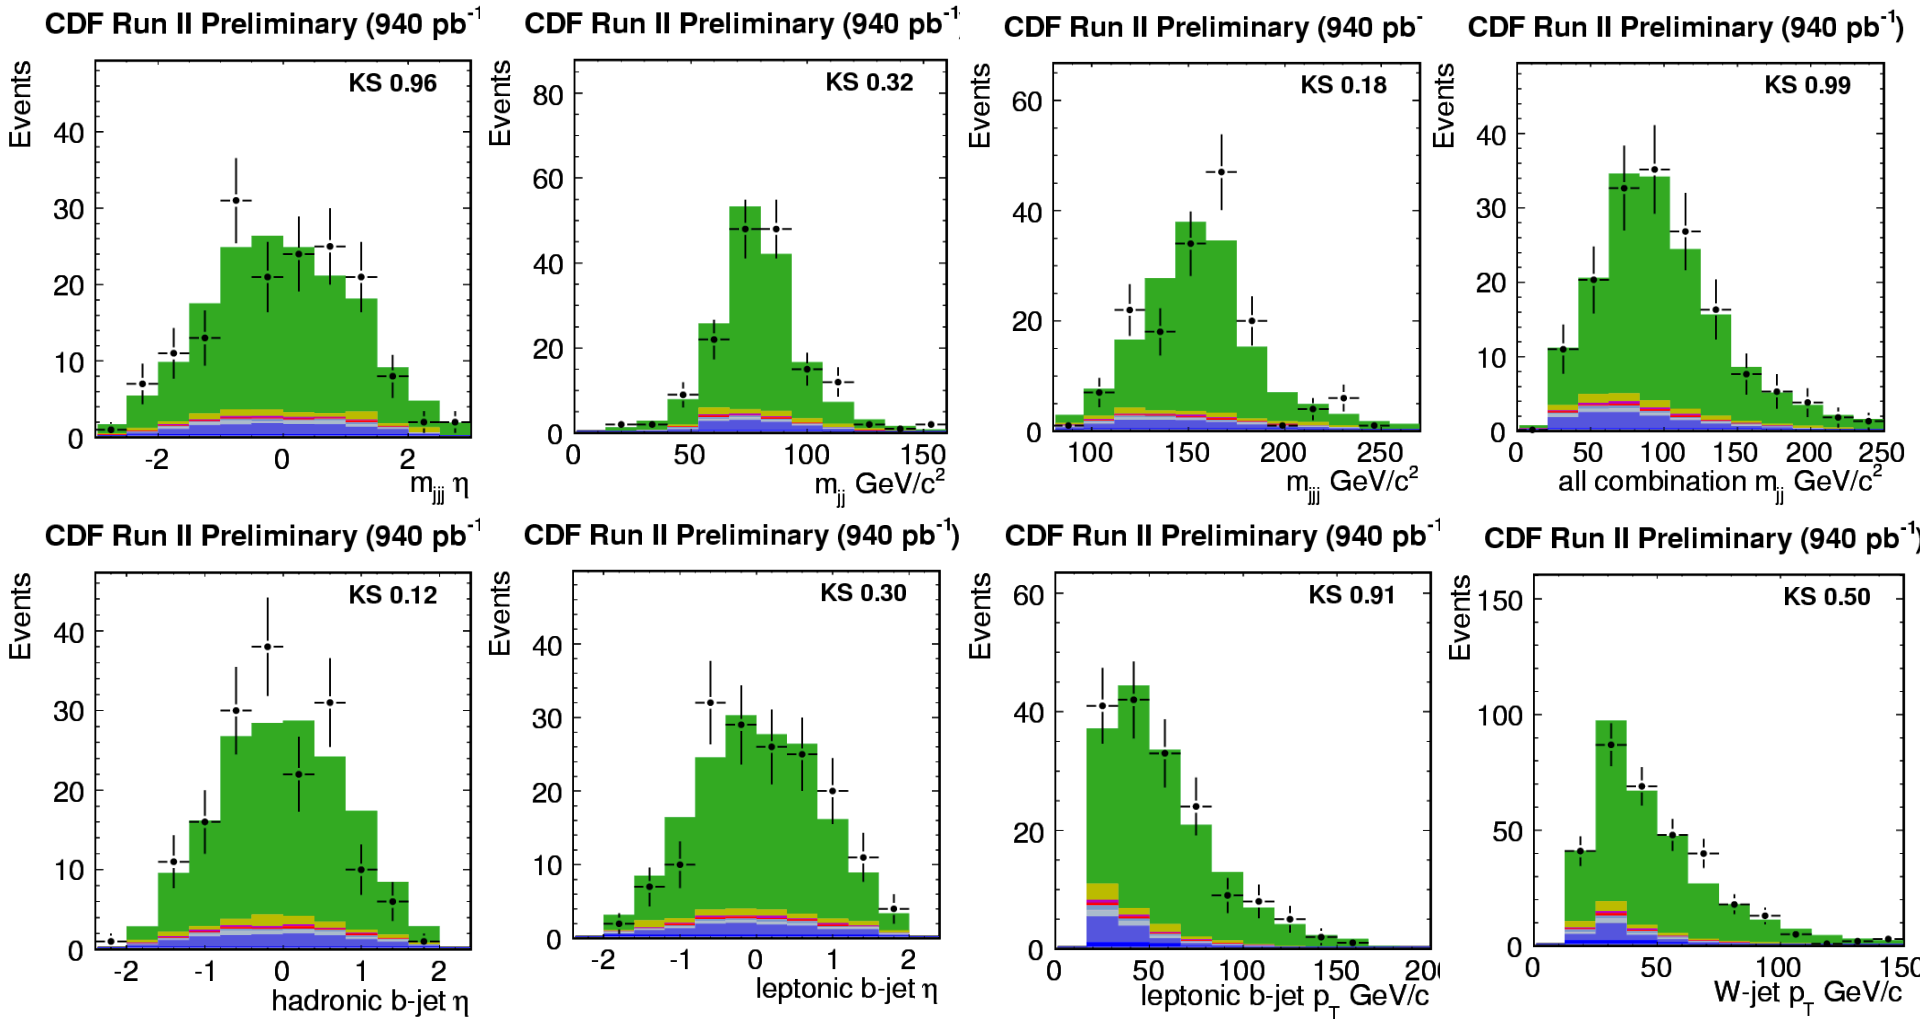 CDF Run II Preliminary (940 pb⁻¹
KS 0.96
Events
40
30
20
10
0
-2 0 2
m_jjj η
CDF Run II Preliminary (940 pb⁻¹)
KS 0.32
Events
80
60
40
20
0
0 50 100 150
m_jj GeV/c²
CDF Run II Preliminary (940 pb⁻
KS 0.18
Events
60
40
20
0
100 150 200 250
m_jjj GeV/c²
CDF Run II Preliminary (940 pb⁻¹)
KS 0.99
Events
40
30
20
10
0
0 50 100 150 200 250
all combination m_jj GeV/c²
CDF Run II Preliminary (940 pb⁻¹
KS 0.12
Events
40
30
20
10
0
-2 -1 0 1 2
hadronic b-jet η
CDF Run II Preliminary (940 pb⁻¹)
KS 0.30
Events
40
30
20
10
0
-2 -1 0 1 2
leptonic b-jet η
CDF Run II Preliminary (940 pb⁻¹
KS 0.91
Events
60
40
20
0
0 50 100 150 200
leptonic b-jet p_T GeV/c
CDF Run II Preliminary (940 pb⁻¹)
KS 0.50
Events
150
100
50
0
0 50 100 150
W-jet p_T GeV/c